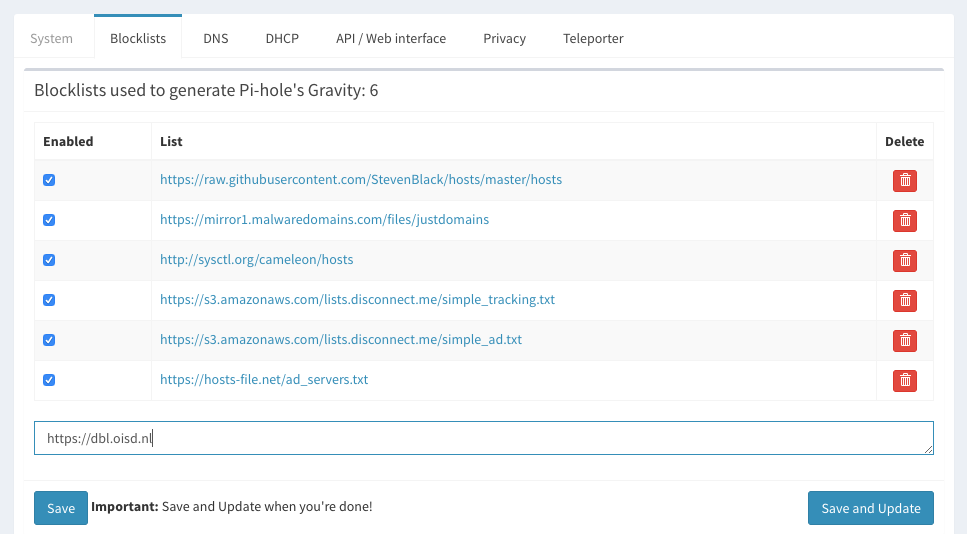 System Blocklists DNS DHCP API / Web interface Privacy Teleporter
Blocklists used to generate Pi-hole's Gravity: 6
Enabled List Delete
https://raw.githubusercontent.com/StevenBlack/hosts/master/hosts
https://mirror1.malwaredomains.com/files/justdomains
http://sysctl.org/cameleon/hosts
https://s3.amazonaws.com/lists.disconnect.me/simple_tracking.txt
https://s3.amazonaws.com/lists.disconnect.me/simple_ad.txt
https://hosts-file.net/ad_servers.txt
https://dbl.oisd.nl
Save Important: Save and Update when you're done! Save and Update